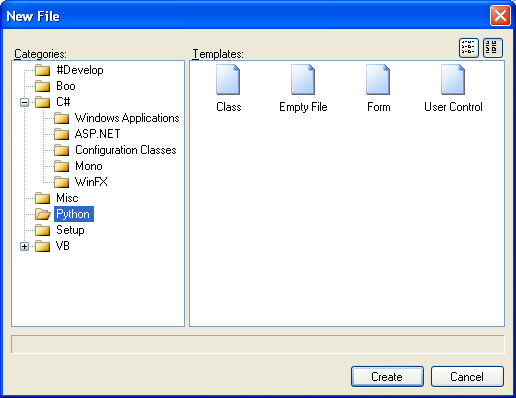 New File
Categories:
Templates:
#Develop
Boo
C#
Windows Applications
ASP.NET
Configuration Classes
Mono
WinFX
Misc
Python
Setup
VB
Class
Empty File
Form
User Control
Create
Cancel